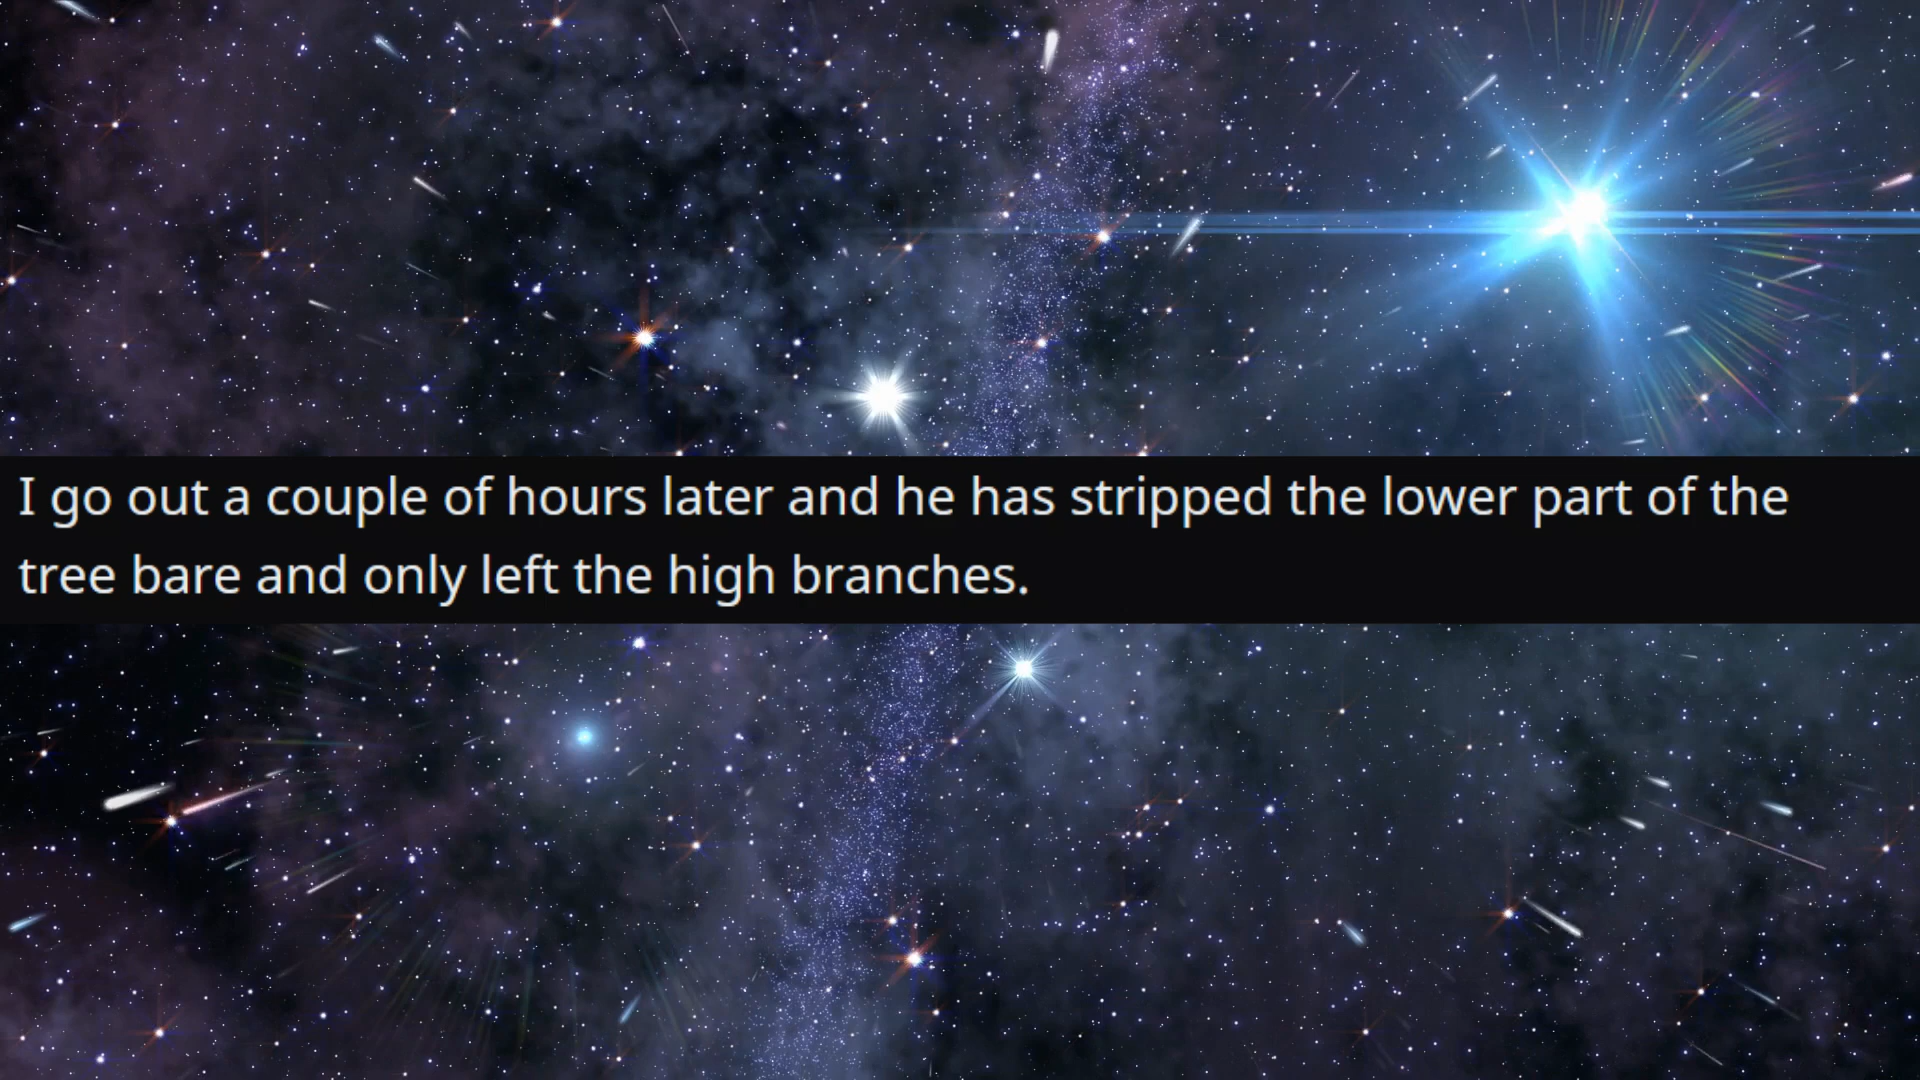 I go out a couple of hours later and he has stripped the lower part of the
tree bare and only left the high branches.